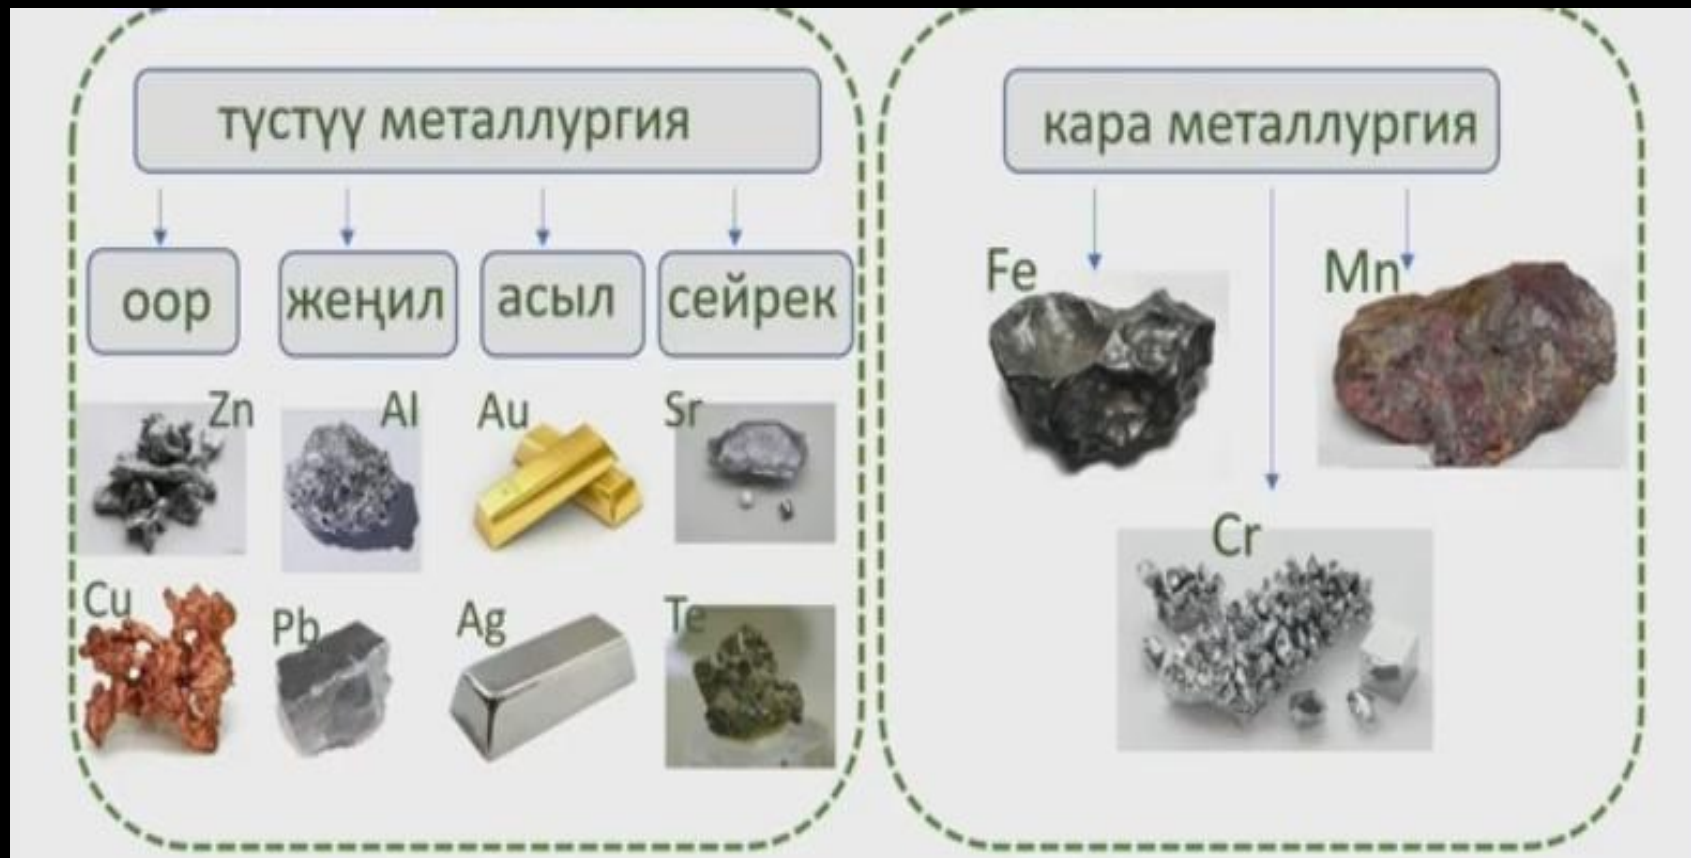 түстүү металлургия
оор
жеңил
асыл
сейрек
Zn
Al
Au
Sr
Cu
Pb
Ag
Te
кара металлургия
Fe
Mn
Cr